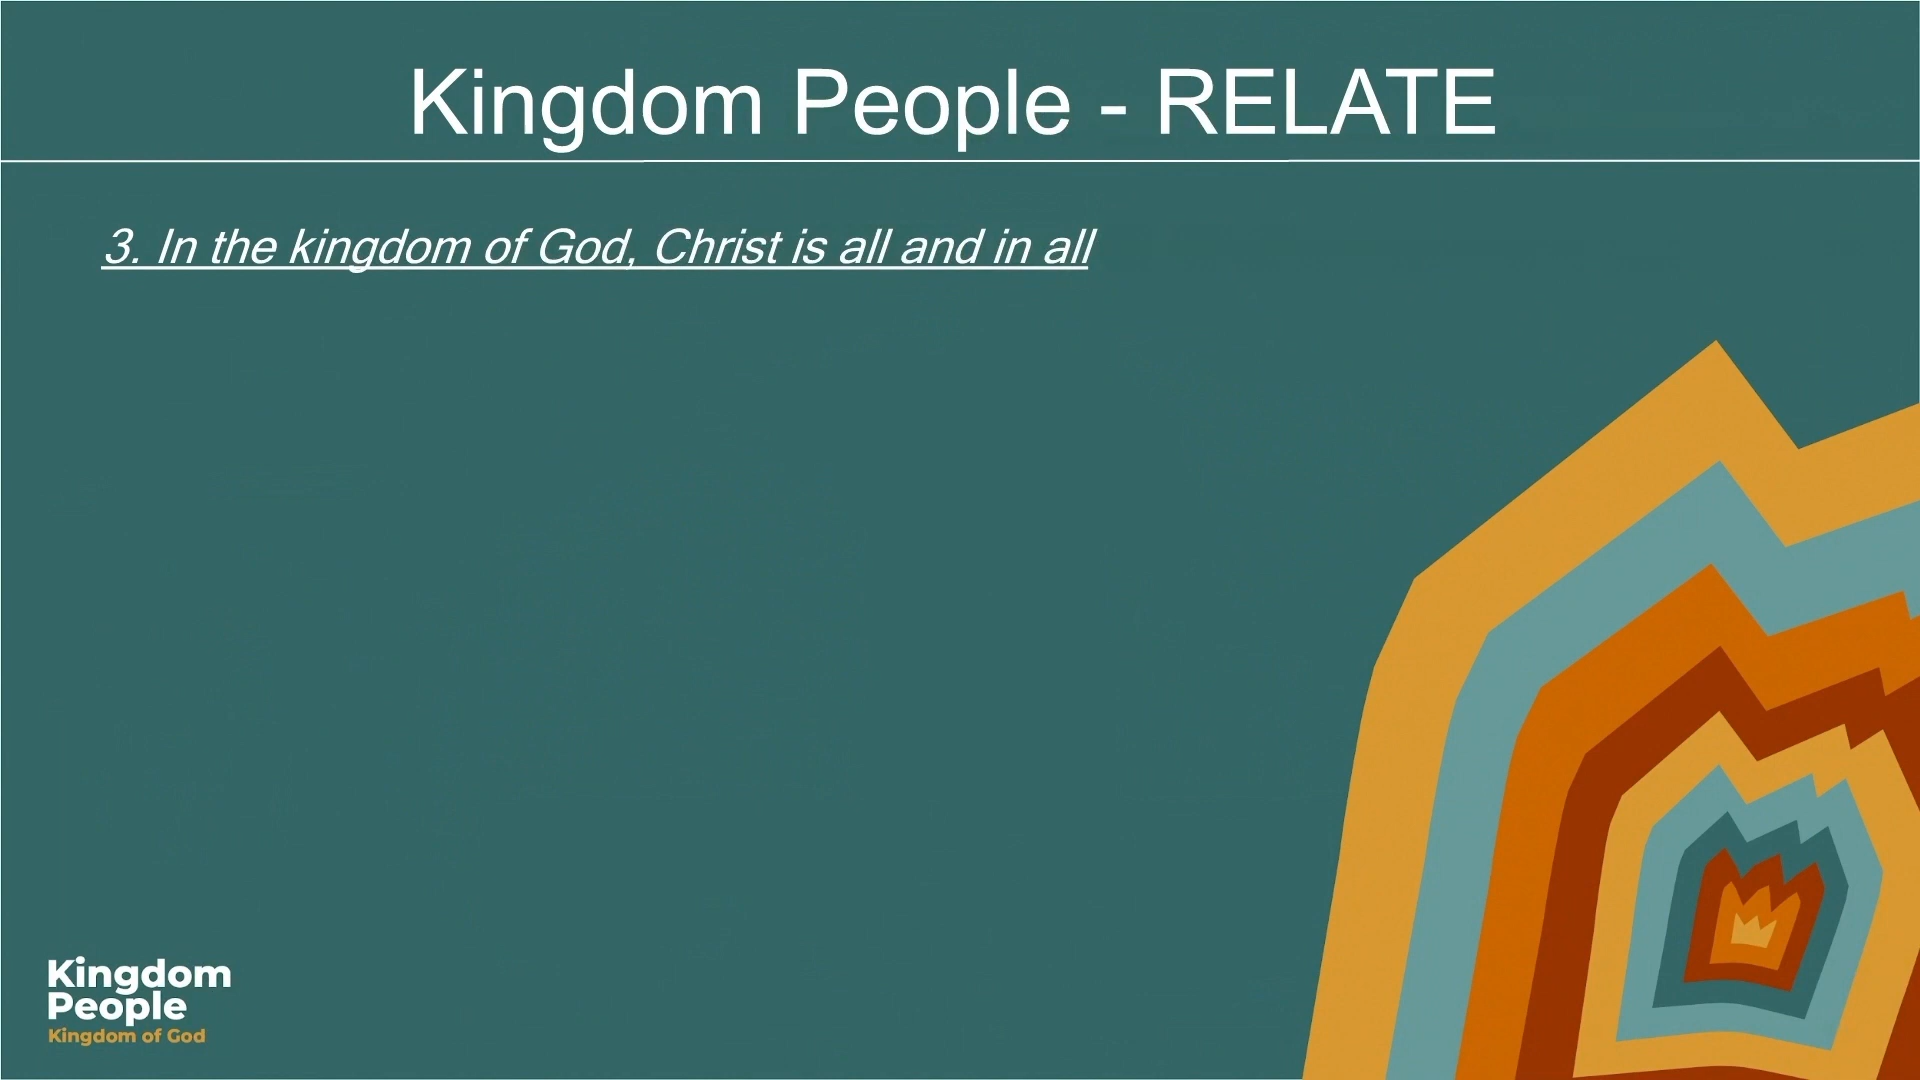 Kingdom People - RELATE
3. In the kingdom of God, Christ is all and in all
Kingdom
People
Kingdom of God